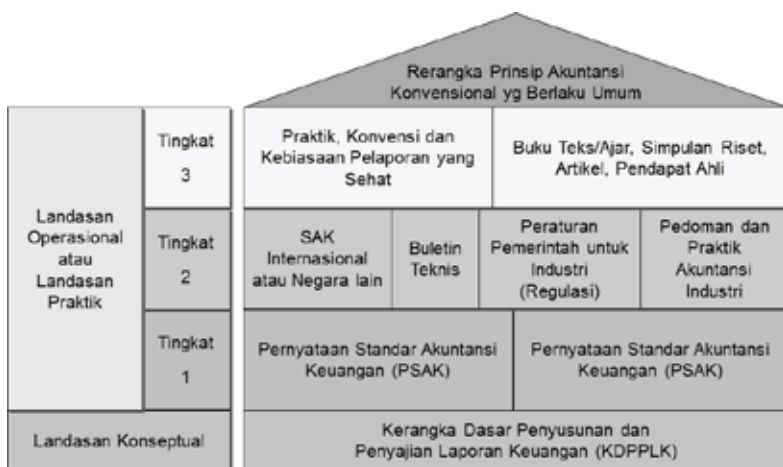 Rerangka Prinsip Akuntansi
Konvensional yg Berlaku Umum
Landasan
Operasional
atau
Landasan
Praktik
Tingkat
3
Praktik, Konvensi dan
Kebiasaan Pelaporan yang
Sehat
Buku Teks/Ajar, Simpulan Riset,
Artikel, Pendapat Ahli
Tingkat
2
SAK
Internasional
atau Negara lain
Buletin
Teknis
Peraturan
Pemerintah untuk
Industri
(Regulasi)
Pedoman dan
Praktik
Akuntansi
Industri
Tingkat
1
Pernyataan Standar Akuntansi
Keuangan (PSAK)
Pernyataan Standar Akuntansi
Keuangan (PSAK)
Landasan Konseptual
Kerangka Dasar Penyusunan dan
Penyajian Laporan Keuangan (KDPPLK)